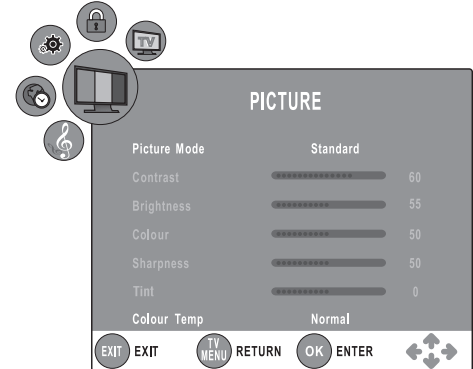 TV
PICTURE
Picture Mode Standard
Contrast 60
Brightness 55
Colour 50
Sharpness 50
Tint 0
Colour Temp Normal
EXIT EXIT TV MENU RETURN OK ENTER